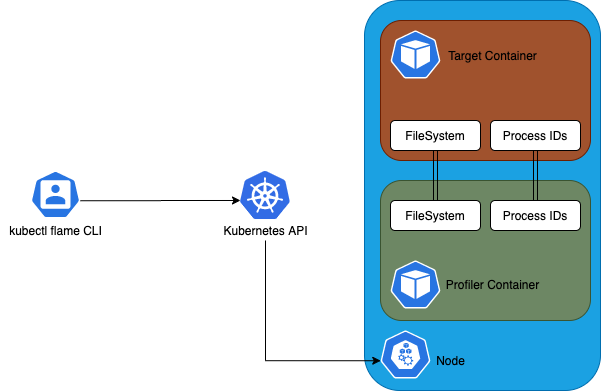 Target Container
FileSystem
Process IDs
FileSystem
Process IDs
kubectl flame CLI
Kubernetes API
Profiler Container
Node